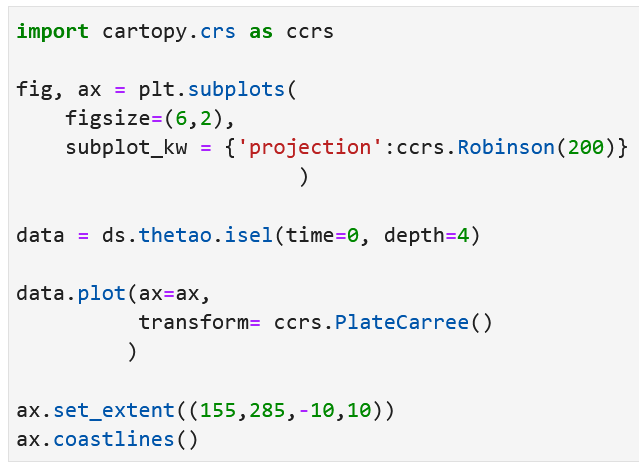 import cartopy.crs as ccrs

fig, ax = plt.subplots(
    figsize=(6,2),
    subplot_kw = {'projection':ccrs.Robinson(200)}
                       )

data = ds.thetao.isel(time=0, depth=4)

data.plot(ax=ax,
          transform= ccrs.PlateCarree()
         )

ax.set_extent((155,285,-10,10))
ax.coastlines()